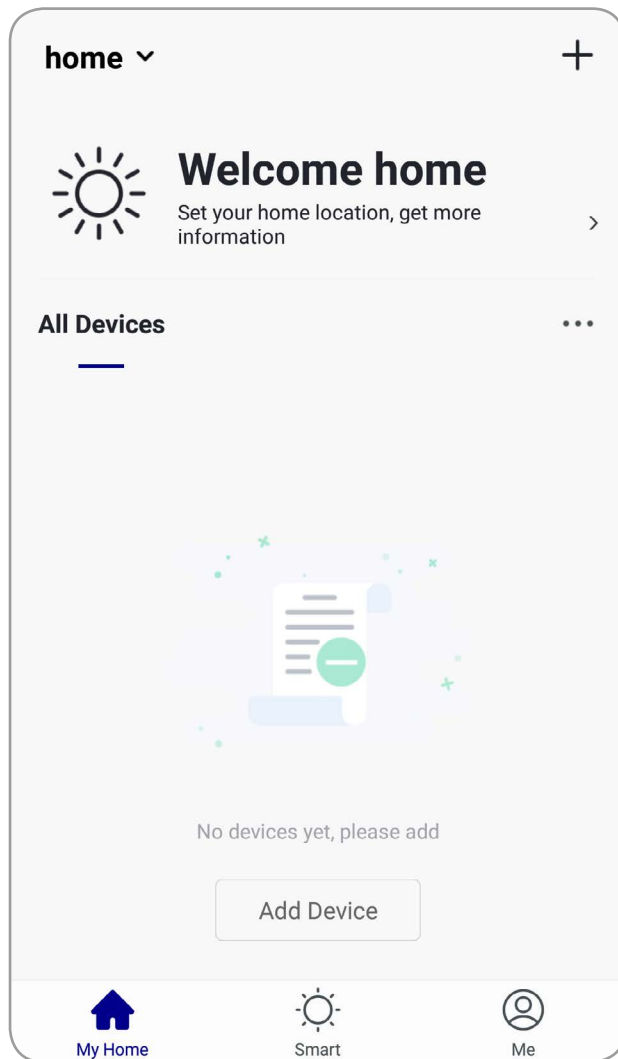 home
Welcome home
Set your home location, get more
information
All Devices
No devices yet, please add
Add Device
My Home
Smart
Me